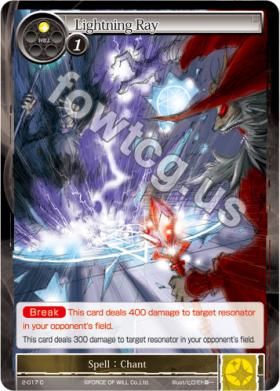 Lightning Ray
WILL
1
fowtcg.us
Break This card deals 400 damage to target resonator
in your opponent's field.
This card deals 300 damage to target resonator in your opponent's field.
2-017 C
©FORCE OF WILL Co.,Ltd.
Spell : Chant